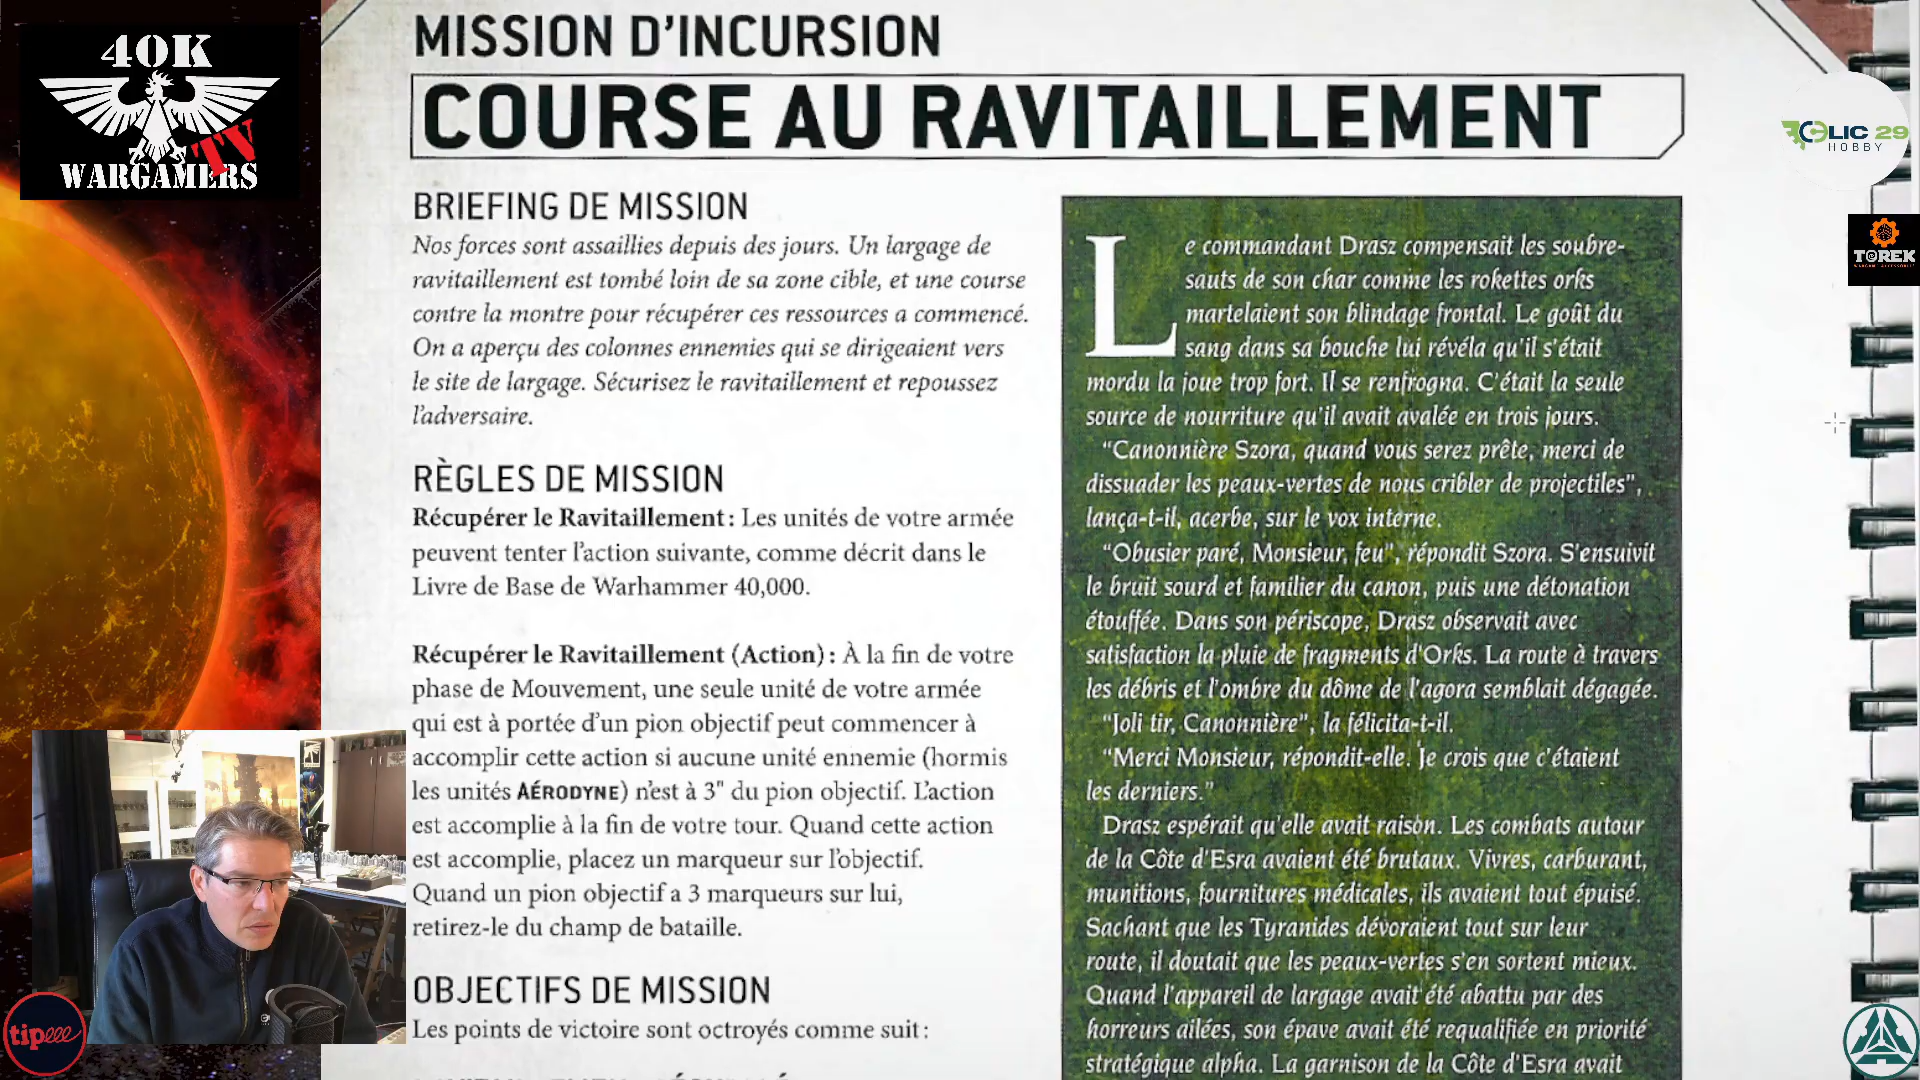 40K
TV
WARGAMERS
MISSION D'INCURSION
COURSE AU RAVITAILLEMENT
BRIEFING DE MISSION
Nos forces sont assaillies depuis des jours. Un largage de
ravitaillement est tombé loin de sa zone cible, et une course
contre la montre pour récupérer ces ressources a commencé.
On a aperçu des colonnes ennemies qui se dirigeaient vers
le site de largage. Sécurisez le ravitaillement et repoussez
l'adversaire.
RÈGLES DE MISSION
Récupérer le Ravitaillement : Les unités de votre armée
peuvent tenter l'action suivante, comme décrit dans le
Livre de Base de Warhammer 40,000.
Récupérer le Ravitaillement (Action) : À la fin de votre
phase de Mouvement, une seule unité de votre armée
qui est à portée d'un pion objectif peut commencer à
accomplir cette action si aucune unité ennemie (hormis
les unités AÉRODYNE) n'est à 3" du pion objectif. L'action
est accomplie à la fin de votre tour. Quand cette action
est accomplie, placez un marqueur sur l'objectif.
Quand un pion objectif a 3 marqueurs sur lui,
retirez-le du champ de bataille.
OBJECTIFS DE MISSION
Les points de victoire sont octroyés comme suit :
Le commandant Drasz compensait les soubre-
sauts de son char comme les rokettes orks
martelaient son blindage frontal. Le goût du
sang dans sa bouche lui révéla qu'il s'était
mordu la joue trop fort. Il se renfrogna. C'était la seule
source de nourriture qu'il avait avalée en trois jours.
"Canonnière Szora, quand vous serez prête, merci de
dissuader les peaux-vertes de nous cribler de projectiles",
lança-t-il, acerbe, sur le vox interne.
"Obusier paré, Monsieur, feu", répondit Szora. S'ensuivit
le bruit sourd et familier du canon, puis une détonation
étouffée. Dans son périscope, Drasz observait avec
satisfaction la pluie de fragments d'Orks. La route à travers
les débris et l'ombre du dôme de l'agora semblait dégagée.
"Joli tir, Canonnière", la félicita-t-il.
"Merci Monsieur, répondit-elle. Je crois que c'étaient
les derniers."
Drasz espérait qu'elle avait raison. Les combats autour
de la Côte d'Esra avaient été brutaux. Vivres, carburant,
munitions, fournitures médicales, ils avaient tout épuisé.
Sachant que les Tyranides dévoraient tout sur leur
route, il doutait que les peaux-vertes s'en sortent mieux.
Quand l'appareil de largage avait été abattu par des
horreurs ailées, son épave avait été requalifiée en priorité
stratégique alpha. La garnison de la Côte d'Esra avait
CLIC 29
HOBBY
TOREK
tipeee